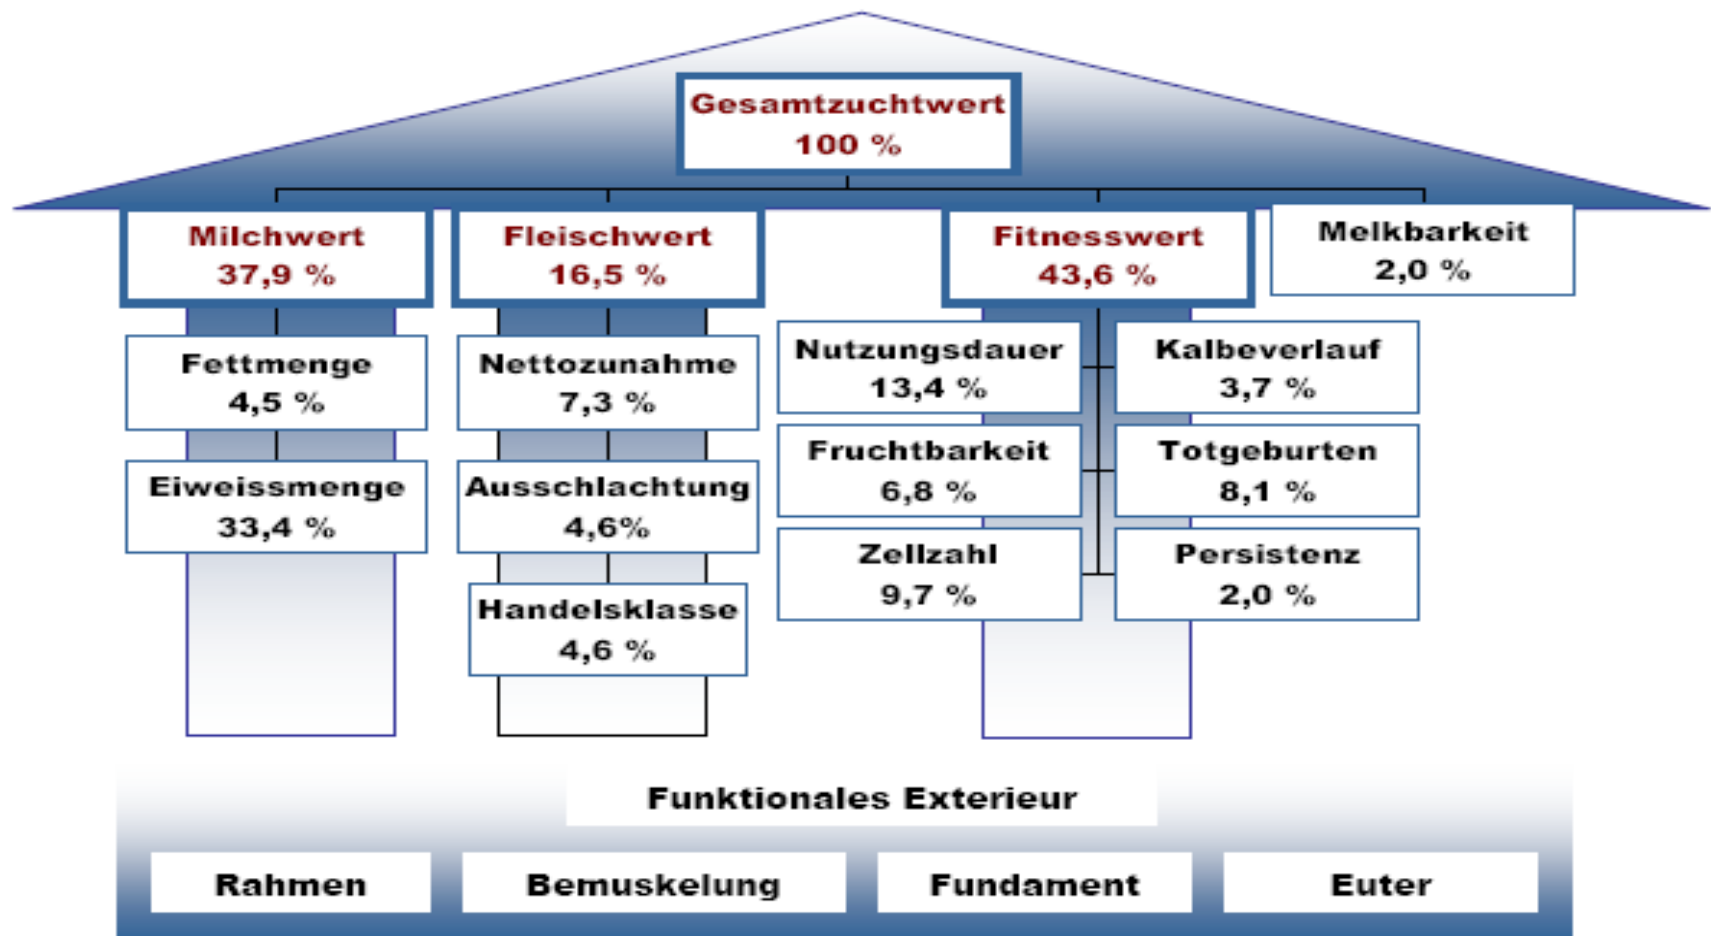 Gesamtzuchtwert
100 %
Milchwert
37,9 %
Fleischwert
16,5 %
Fitnesswert
43,6 %
Melkbarkeit
2,0 %
Fettmenge
4,5 %
Eiweissmenge
33,4 %
Nettozunahme
7,3 %
Ausschlachtung
4,6%
Handelsklasse
4,6 %
Nutzungsdauer
13,4 %
Kalbeverlauf
3,7 %
Fruchtbarkeit
6,8 %
Totgeburten
8,1 %
Zellzahl
9,7 %
Persistenz
2,0 %
Funktionales Exterieur
Rahmen
Bemuskelung
Fundament
Euter